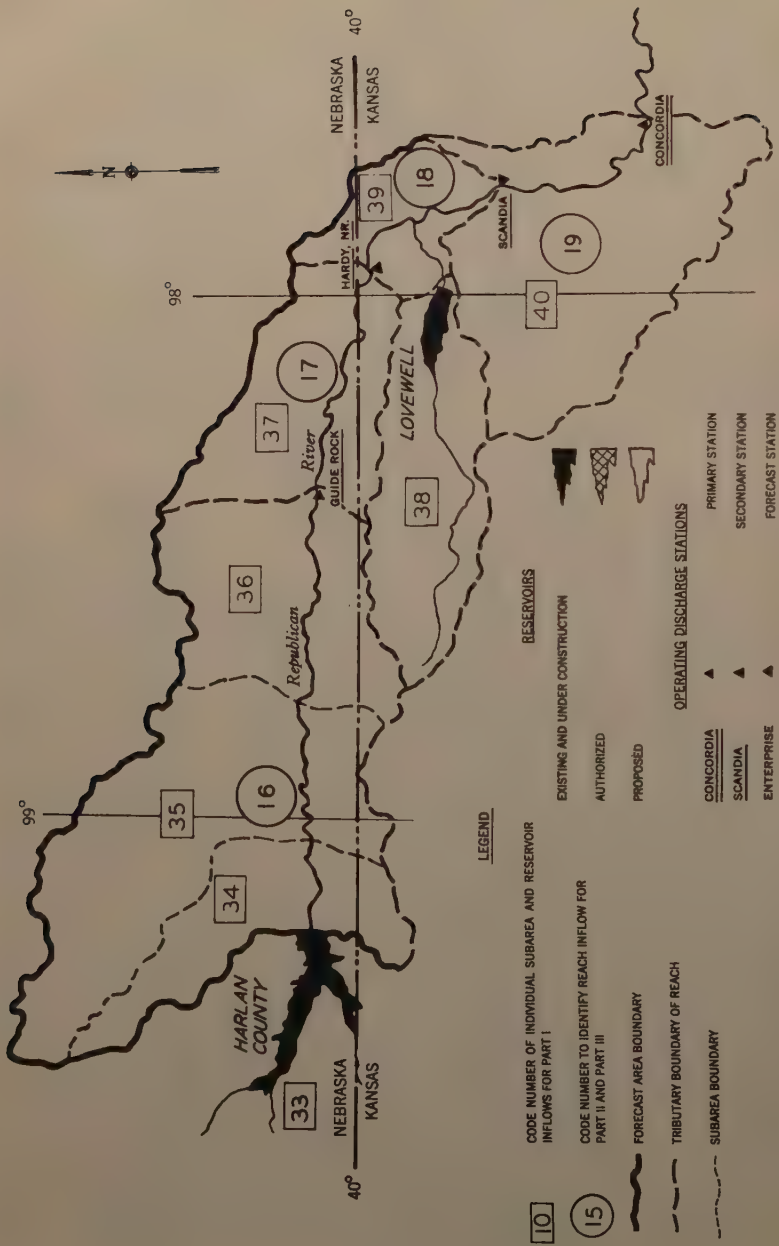 N
40°
NEBRASKA
KANSAS
98°
99°
39
18
HARDY, NR.
17
37
River
GUIDE ROCK
SCANDIA
CONCORDIA
19
40
LOVEWELL
38
36
Republican
35
16
34
HARLAN
COUNTY
33
NEBRASKA
KANSAS
40°
LEGEND
10
CODE NUMBER OF INDIVIDUAL SUBAREA AND RESERVOIR
INFLOWS FOR PART I
15
CODE NUMBER TO IDENTIFY REACH INFLOW FOR
PART II AND PART III
FORECAST AREA BOUNDARY
TRIBUTARY BOUNDARY OF REACH
SUBAREA BOUNDARY
RESERVOIRS
EXISTING AND UNDER CONSTRUCTION
AUTHORIZED
PROPOSED
OPERATING DISCHARGE STATIONS
CONCORDIA PRIMARY STATION
SCANDIA SECONDARY STATION
ENTERPRISE FORECAST STATION